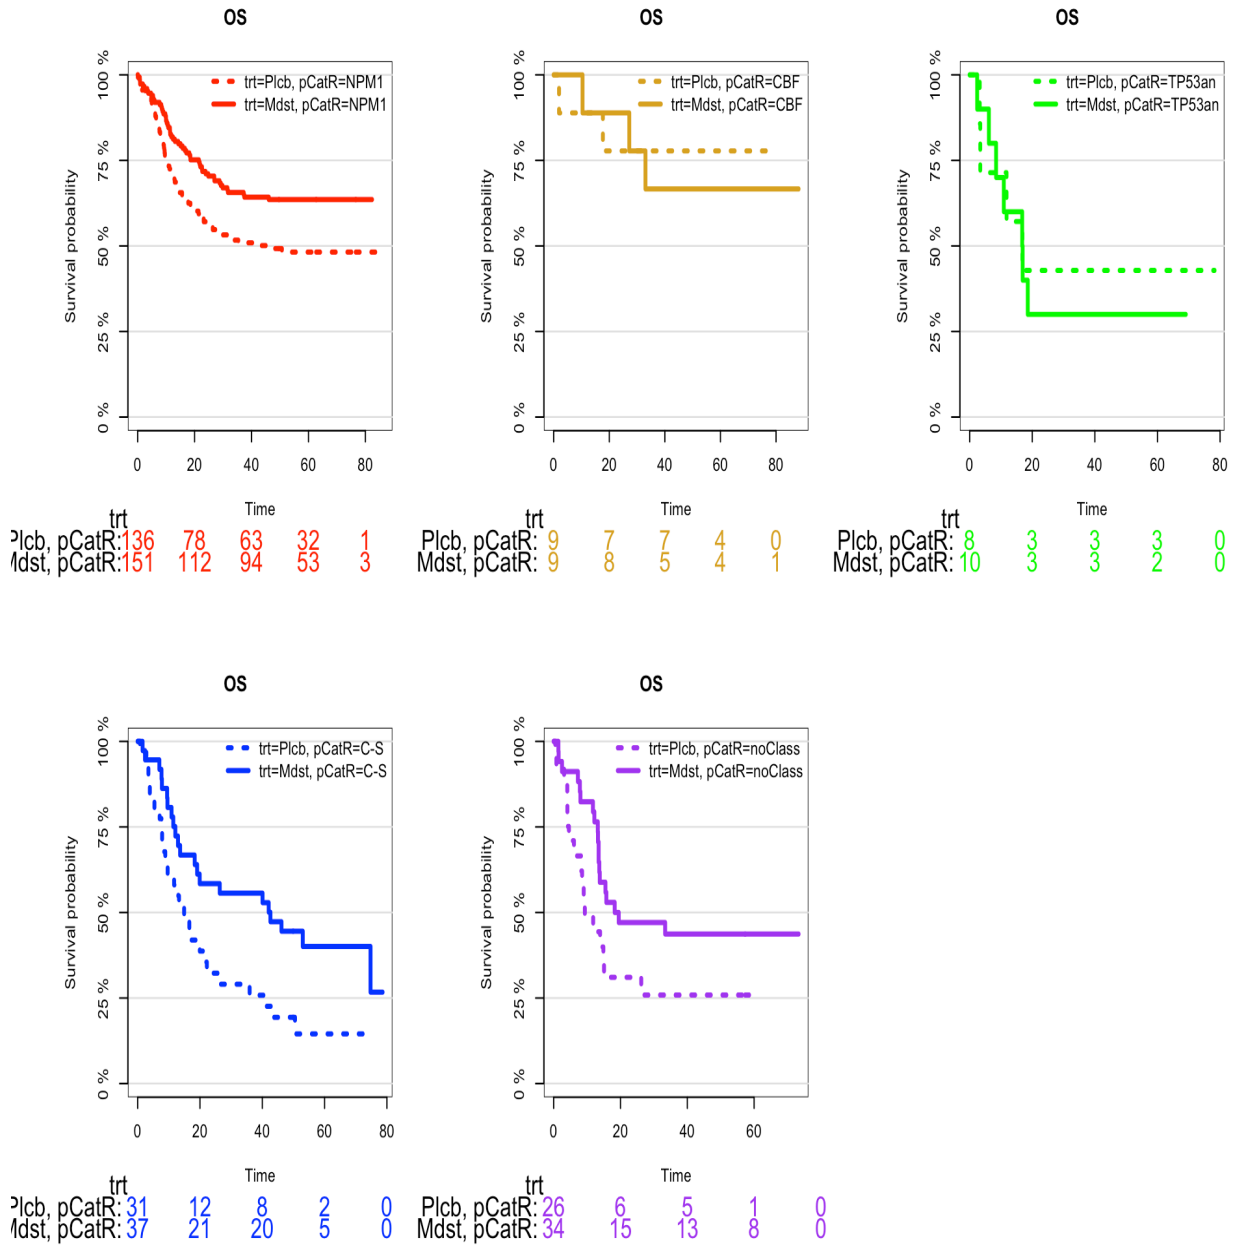 OS
100 %
75 %
50 %
25 %
0 %
Survival probability
trt=Plcb, pCatR=NPM1
trt=Mdst, pCatR=NPM1
0 20 40 60 80
Time
trt
Plcb, pCatR: 136 78 63 32 1
Mdst, pCatR: 151 112 94 53 3
OS
100 %
75 %
50 %
25 %
0 %
Survival probability
trt=Plcb, pCatR=CBF
trt=Mdst, pCatR=CBF
0 20 40 60 80
Time
trt
Plcb, pCatR: 9 7 7 4 0
Mdst, pCatR: 9 8 5 4 1
OS
100 %
75 %
50 %
25 %
0 %
Survival probability
trt=Plcb, pCatR=TP53an
trt=Mdst, pCatR=TP53an
0 20 40 60 80
Time
trt
Plcb, pCatR: 8 3 3 3 0
Mdst, pCatR: 10 3 3 2 0
OS
100 %
75 %
50 %
25 %
0 %
Survival probability
trt=Plcb, pCatR=C-S
trt=Mdst, pCatR=C-S
0 20 40 60 80
Time
trt
Plcb, pCatR: 31 12 8 2 0
Mdst, pCatR: 37 21 20 5 0
OS
100 %
75 %
50 %
25 %
0 %
Survival probability
trt=Plcb, pCatR=noClass
trt=Mdst, pCatR=noClass
0 20 40 60
Time
trt
Plcb, pCatR: 26 6 5 1 0
Mdst, pCatR: 34 15 13 8 0